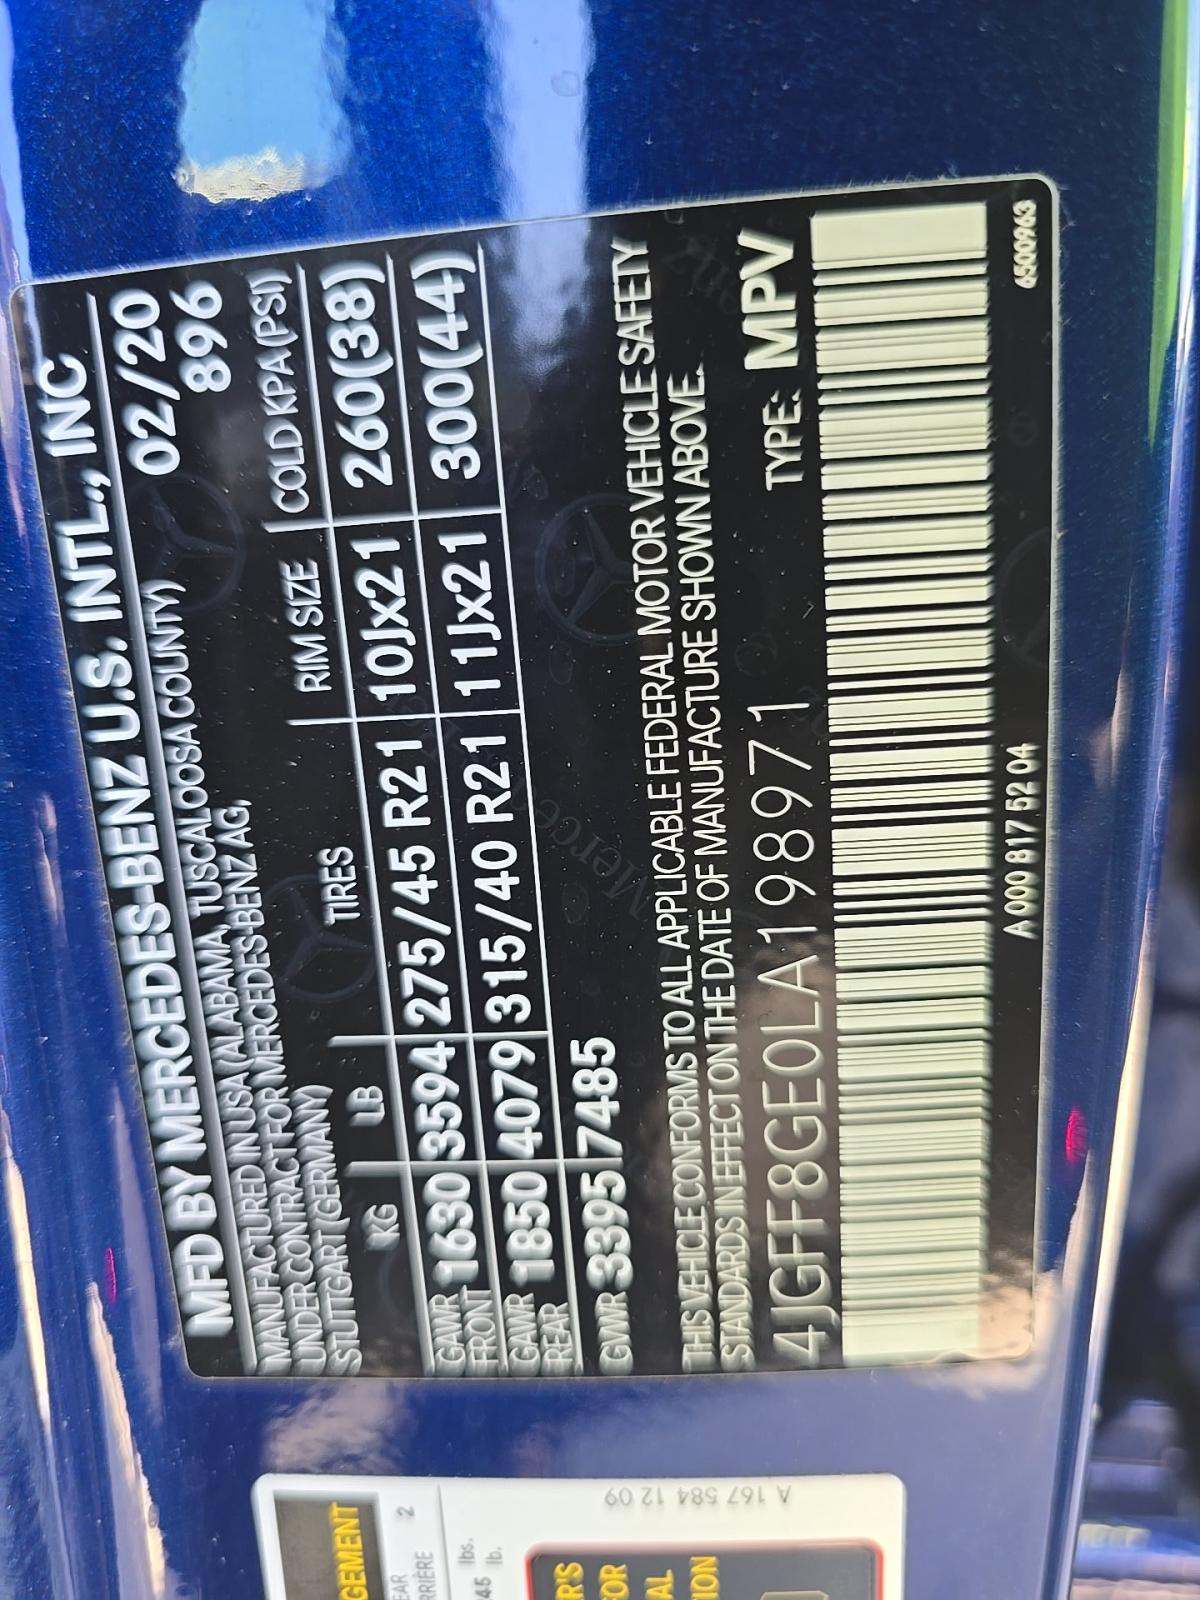 MFD BY MERCEDES-BENZ U.S. INTL., INC
MANUFACTURED IN USA (ALABAMA, TUSCALOOSA COUNTY) 02/20
UNDER CONTRACT FOR MERCEDES-BENZ AG, 896
STUTTGART (GERMANY)
KG LB TIRES RIM SIZE COLD KPA (PSI)
GAWR FRONT 1630 3594 275/45 R21 10Jx21 260(38)
GAWR REAR 1850 4079 315/40 R21 11Jx21 300(44)
GWR 3395 7485
THIS VEHICLE CONFORMS TO ALL APPLICABLE FEDERAL MOTOR VEHICLE SAFETY
STANDARDS IN EFFECT ON THE DATE OF MANUFACTURE SHOWN ABOVE.
4JGFF8GE0LA198971 TYPE: MPV
A 000 817 52 04 6500963
A 167 584 12 09
2
lbs.
lb.